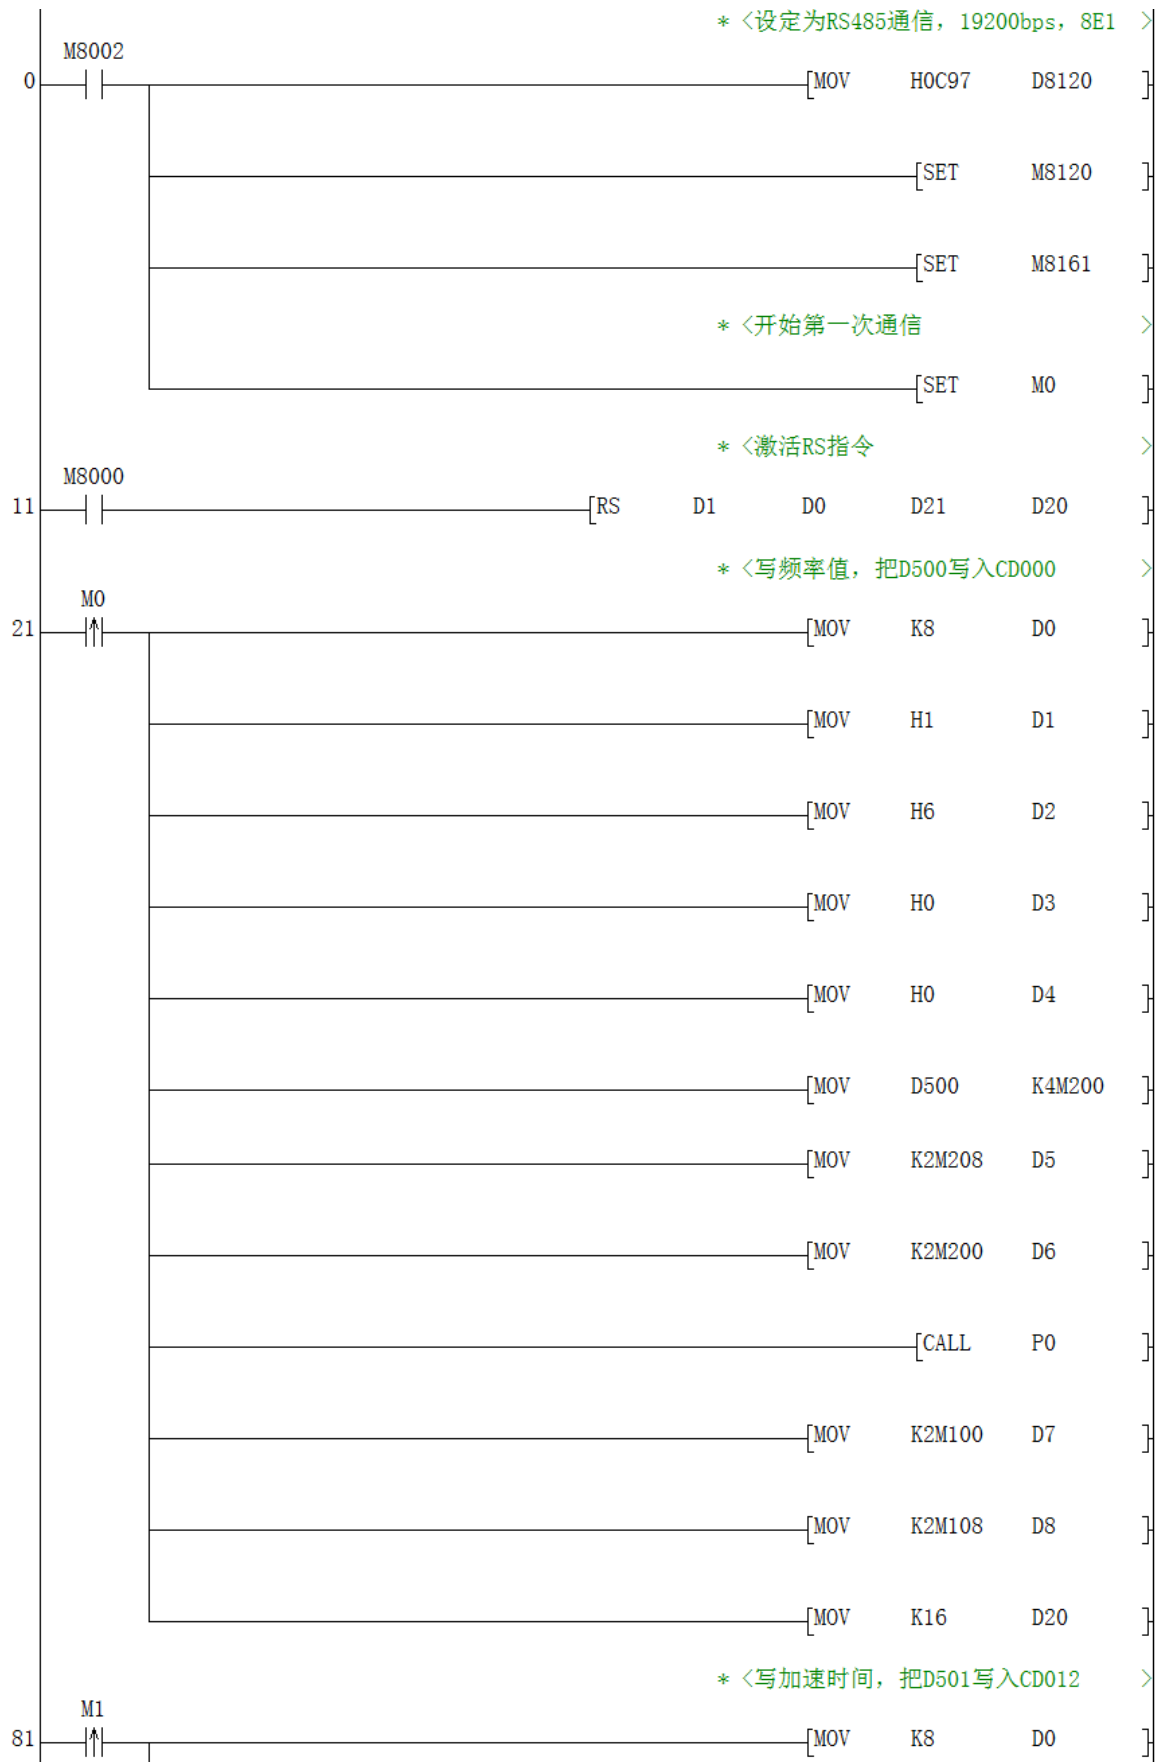 * <设定为RS485通信, 19200bps, 8E1 >
M8002
0 [MOV H0C97 D8120 ]
[SET M8120 ]
[SET M8161 ]
* <开始第一次通信 >
[SET M0 ]
* <激活RS指令 >
M8000
11 [RS D1 D0 D21 D20 ]
* <写频率值, 把D500写入CD000 >
M0
21 [MOV K8 D0 ]
[MOV H1 D1 ]
[MOV H6 D2 ]
[MOV H0 D3 ]
[MOV H0 D4 ]
[MOV D500 K4M200 ]
[MOV K2M208 D5 ]
[MOV K2M200 D6 ]
[CALL P0 ]
[MOV K2M100 D7 ]
[MOV K2M108 D8 ]
[MOV K16 D20 ]
* <写加速时间, 把D501写入CD012 >
M1
81 [MOV K8 D0 ]